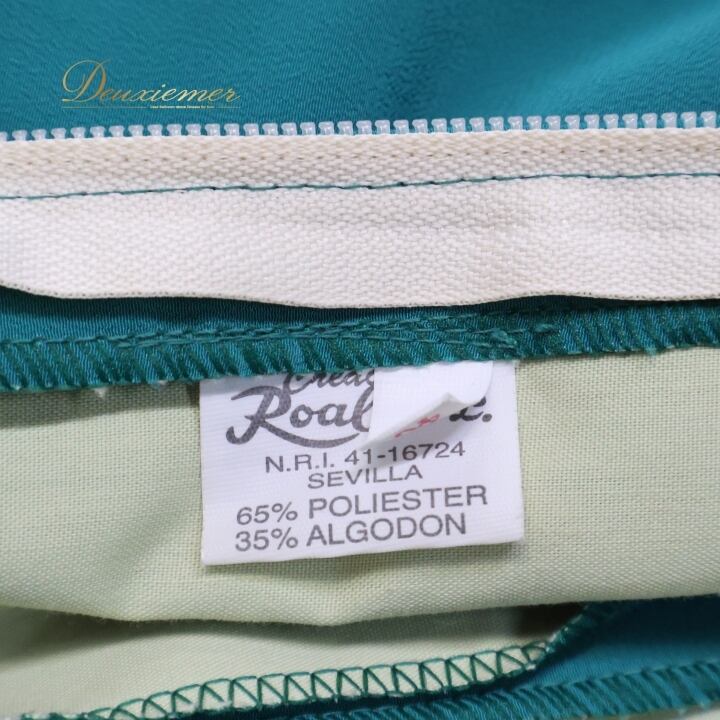 Deuxiemer
N.R.I. 41-16724
SEVILLA
65% POLIESTER
35% ALGODON